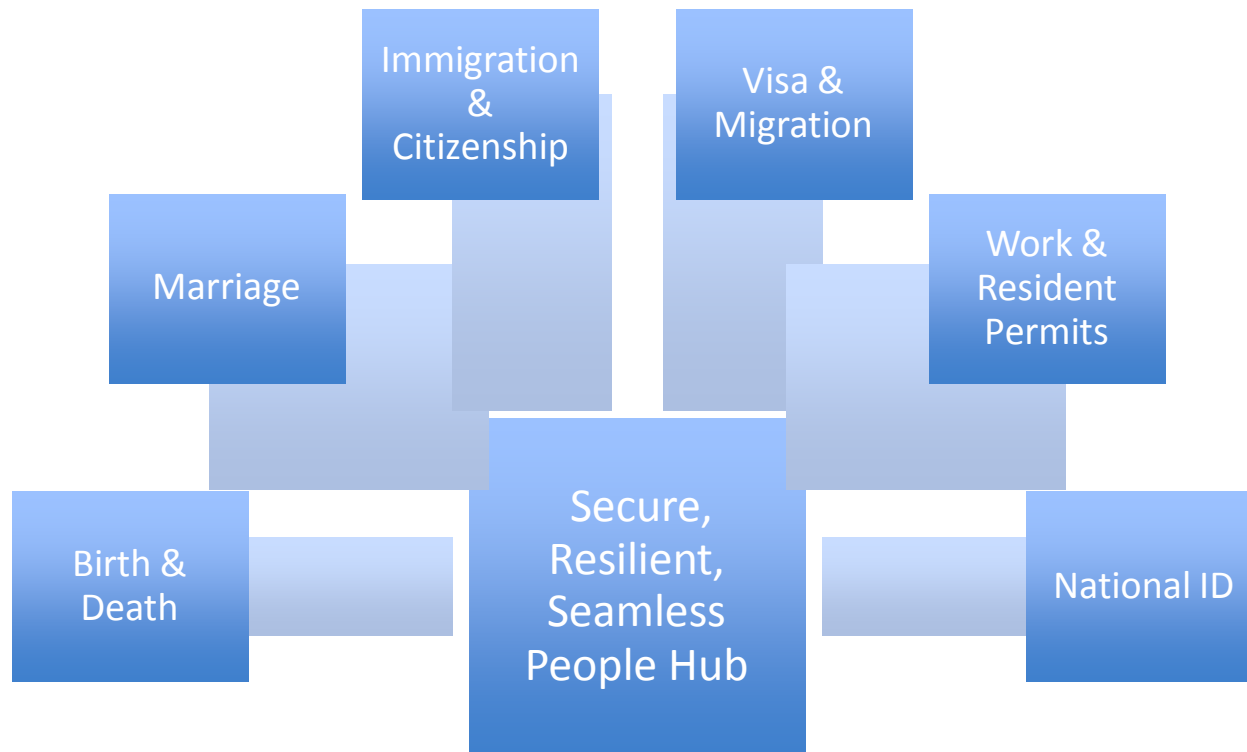 Immigration
&
Citizenship
Visa &
Migration
Marriage
Work &
Resident
Permits
Birth &
Death
Secure,
Resilient,
Seamless
People Hub
National ID